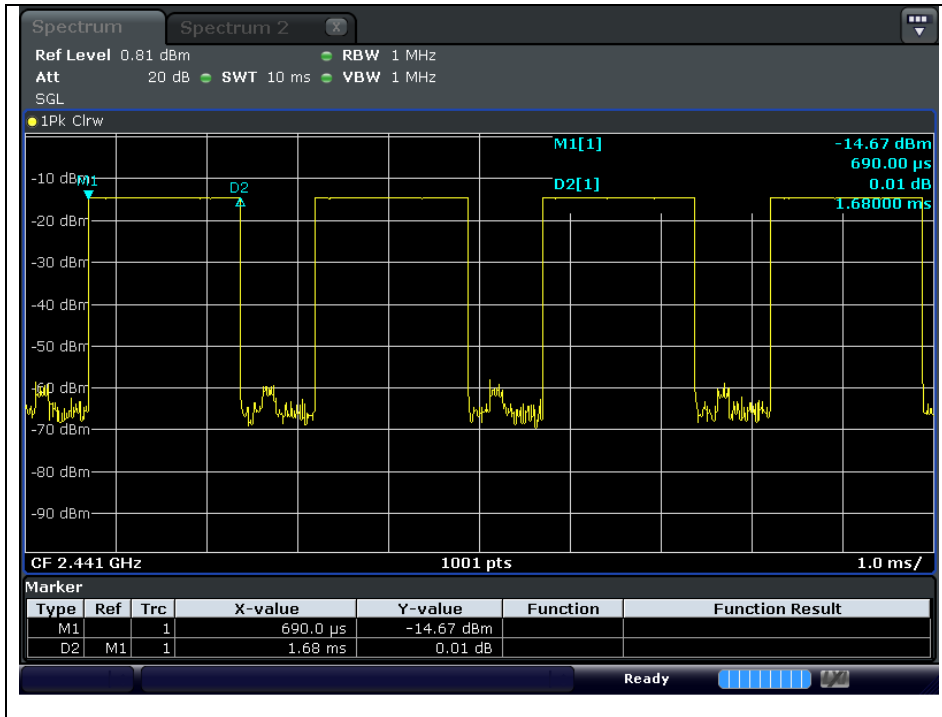 Spectrum Spectrum 2 X
Ref Level 0.81 dBm RBW 1 MHz
Att 20 dB SWT 10 ms VBW 1 MHz
SGL
1Pk Clrw
M1[1] -14.67 dBm
690.00 µs
-10 dBm M1 D2 D2[1] 0.01 dB
1.68000 ms
-20 dBm
-30 dBm
-40 dBm
-50 dBm
-60 dBm
-70 dBm
-80 dBm
-90 dBm
CF 2.441 GHz 1001 pts 1.0 ms/
Marker
Type Ref Trc X-value Y-value Function Function Result
M1 1 690.0 µs -14.67 dBm
D2 M1 1 1.68 ms 0.01 dB
Ready